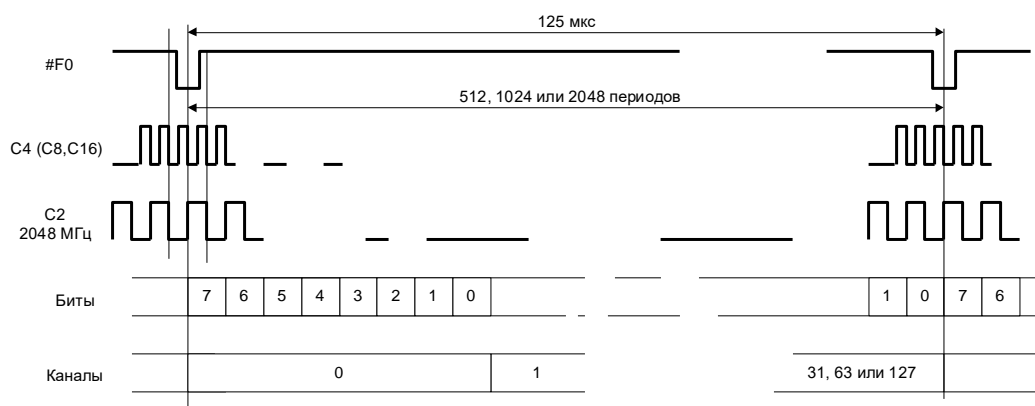 125 мкс
#F0
512, 1024 или 2048 периодов
C4 (C8,C16)
C2
2048 МГц
Биты
7 6 5 4 3 2 1 0 1 0 7 6
Каналы
0 1 31, 63 или 127